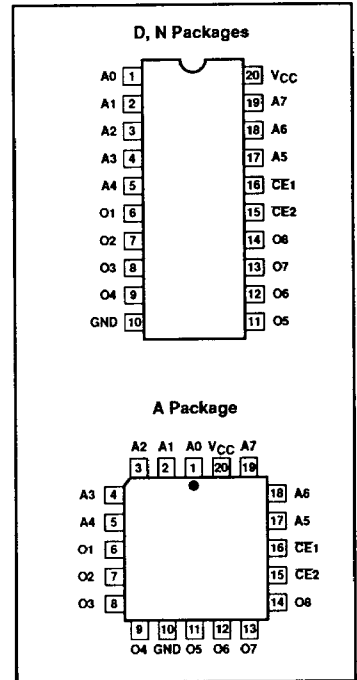 D, N Packages
A0 1 20 VCC
A1 2 19 A7
A2 3 18 A6
A3 4 17 A5
A4 5 16 CE1
O1 6 15 CE2
O2 7 14 O8
O3 8 13 O7
O4 9 12 O6
GND 10 11 O5
A Package
A2 A1 A0 VCC A7
3 2 1 20 19
A3 4 18 A6
A4 5 17 A5
O1 6 16 CE1
O2 7 15 CE2
O3 8 14 O8
9 10 11 12 13
O4 GND O5 O6 O7